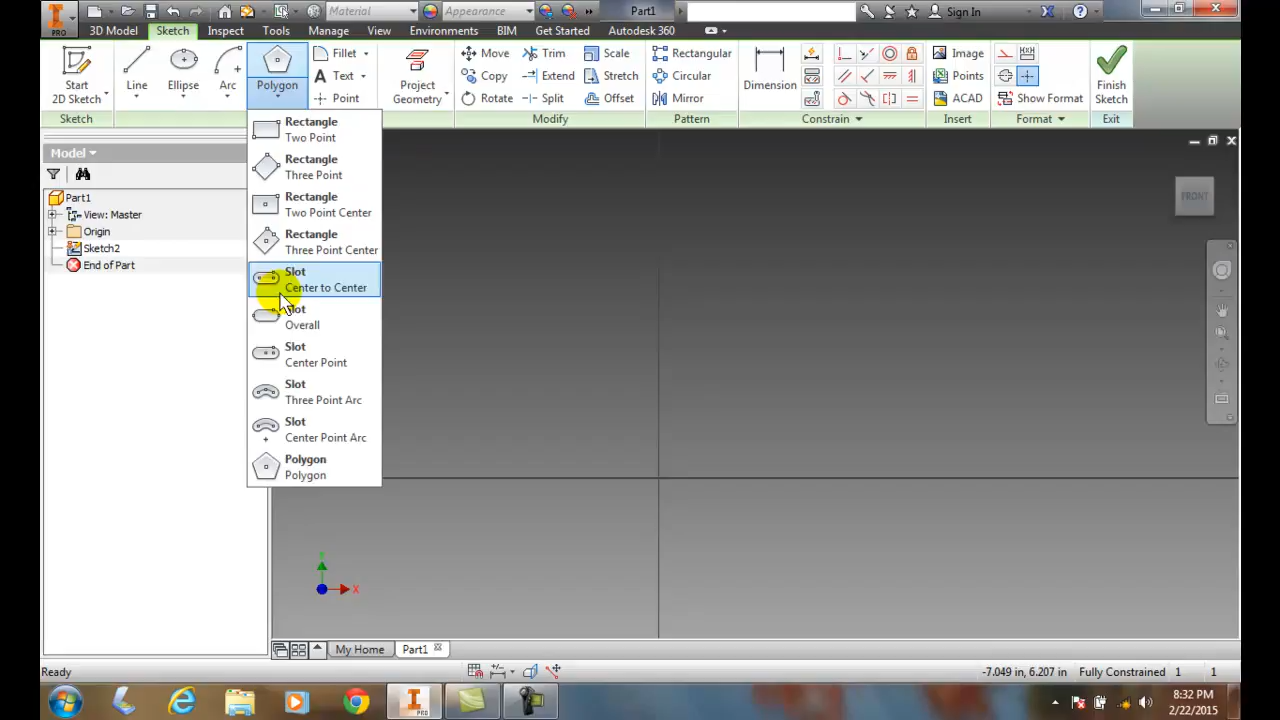 PRO
Material
Appearance
Part1
Sign In
3D Model
Sketch
Inspect
Tools
Manage
View
Environments
BIM
Get Started
Autodesk 360
Start
2D Sketch
Line
Ellipse
Arc
Polygon
Fillet
Text
Point
Project
Geometry
Move
Copy
Rotate
Trim
Extend
Split
Scale
Stretch
Offset
Rectangular
Circular
Mirror
Dimension
Image
Points
ACAD
Show Format
Finish
Sketch
Sketch
Modify
Pattern
Constrain
Insert
Format
Exit
Model
Part1
View: Master
Origin
Sketch2
End of Part
Rectangle
Two Point
Rectangle
Three Point
Rectangle
Two Point Center
Rectangle
Three Point Center
Slot
Center to Center
Slot
Overall
Slot
Center Point
Slot
Three Point Arc
Slot
Center Point Arc
Polygon
Polygon
FRONT
X
My Home
Part1
Ready
-7.049 in, 6.207 in
Fully Constrained
1
1
8:32 PM
2/22/2015